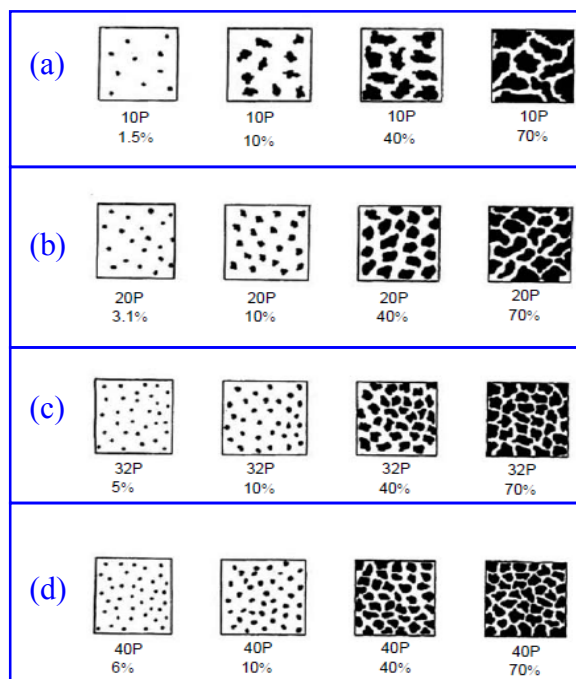 (a)
10P 10P 10P 10P
1.5% 10% 40% 70%
(b)
20P 20P 20P 20P
3.1% 10% 40% 70%
(c)
32P 32P 32P 32P
5% 10% 40% 70%
(d)
40P 40P 40P 40P
6% 10% 40% 70%